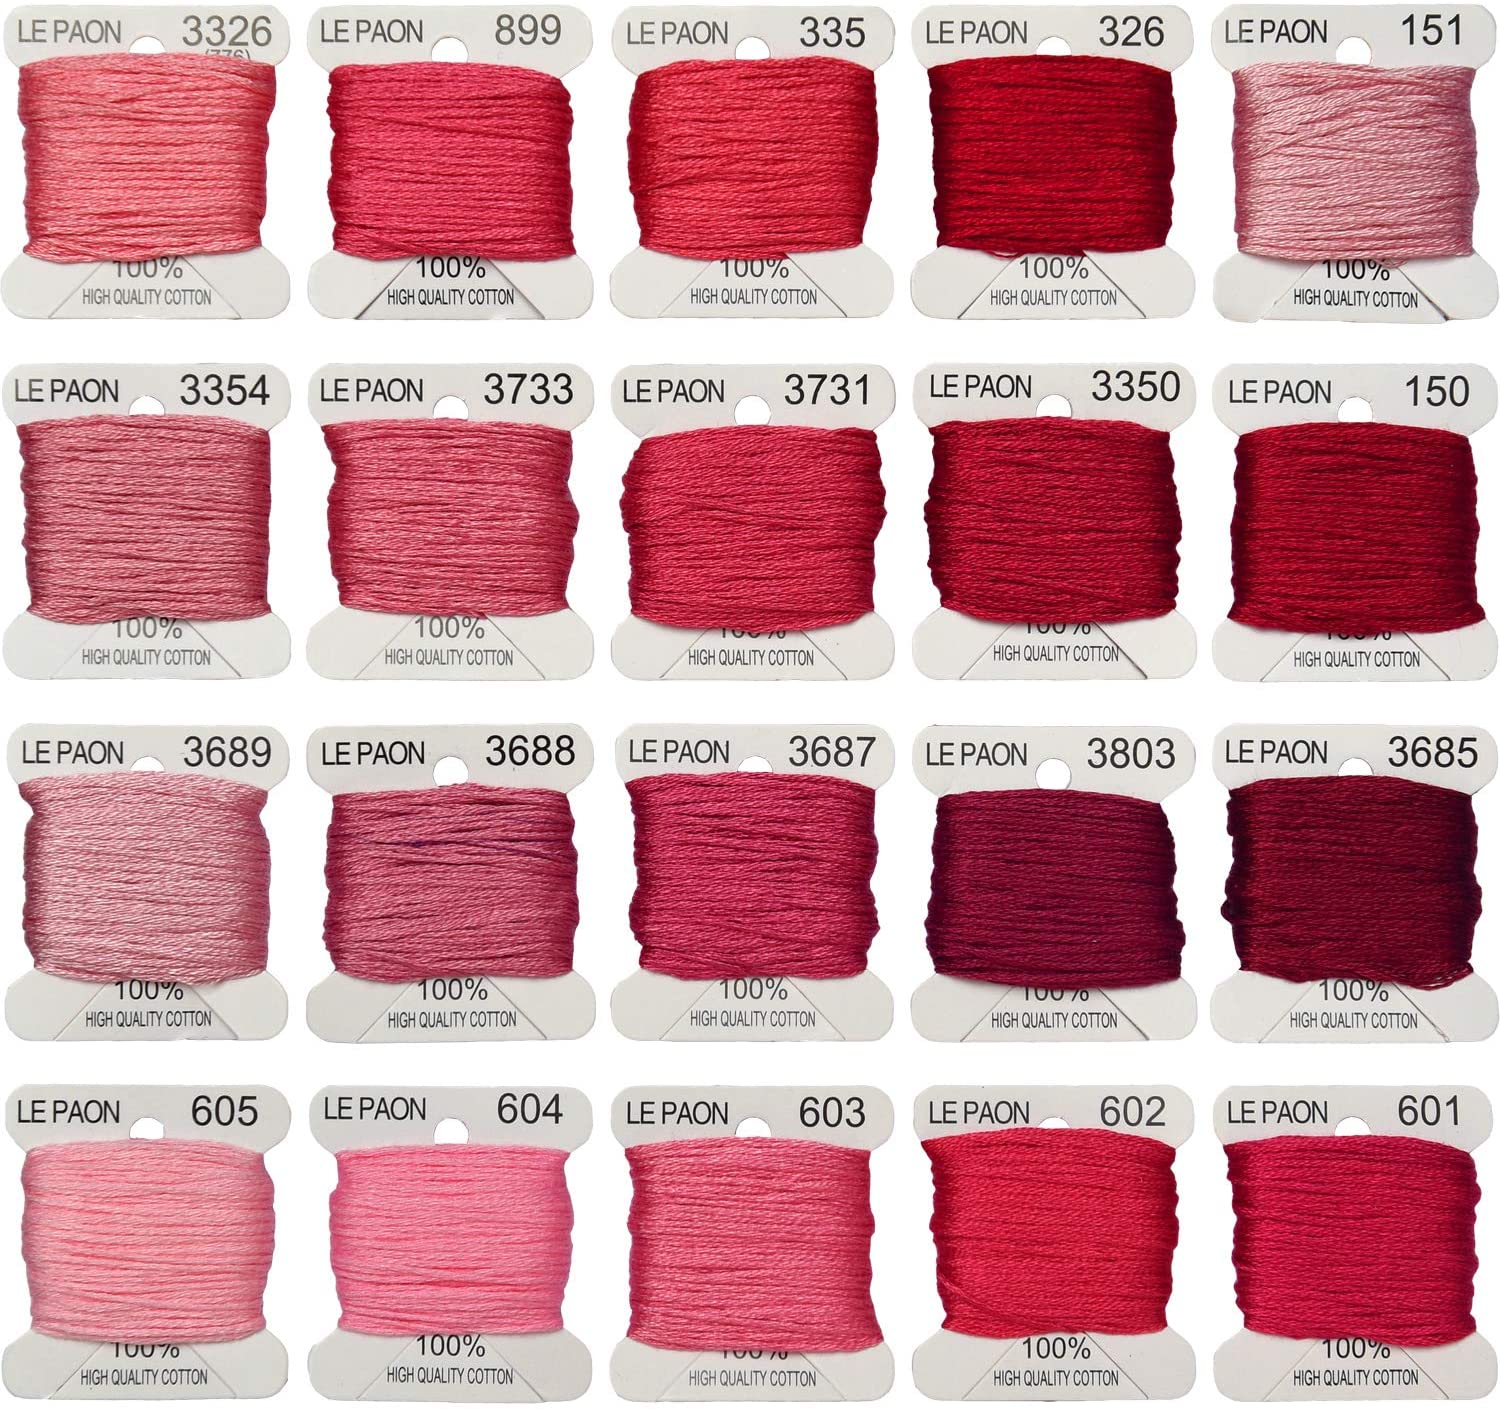 LE PAON 3326
(776)
100%
HIGH QUALITY COTTON
LE PAON 899
100%
HIGH QUALITY COTTON
LE PAON 335
100%
HIGH QUALITY COTTON
LE PAON 326
100%
HIGH QUALITY COTTON
LE PAON 151
100%
HIGH QUALITY COTTON
LE PAON 3354
100%
HIGH QUALITY COTTON
LE PAON 3733
100%
HIGH QUALITY COTTON
LE PAON 3731
100%
HIGH QUALITY COTTON
LE PAON 3350
100%
HIGH QUALITY COTTON
LE PAON 150
100%
HIGH QUALITY COTTON
LE PAON 3689
100%
HIGH QUALITY COTTON
LE PAON 3688
100%
HIGH QUALITY COTTON
LE PAON 3687
100%
HIGH QUALITY COTTON
LE PAON 3803
100%
HIGH QUALITY COTTON
LE PAON 3685
100%
HIGH QUALITY COTTON
LE PAON 605
100%
HIGH QUALITY COTTON
LE PAON 604
100%
HIGH QUALITY COTTON
LE PAON 603
100%
HIGH QUALITY COTTON
LE PAON 602
100%
HIGH QUALITY COTTON
LE PAON 601
100%
HIGH QUALITY COTTON